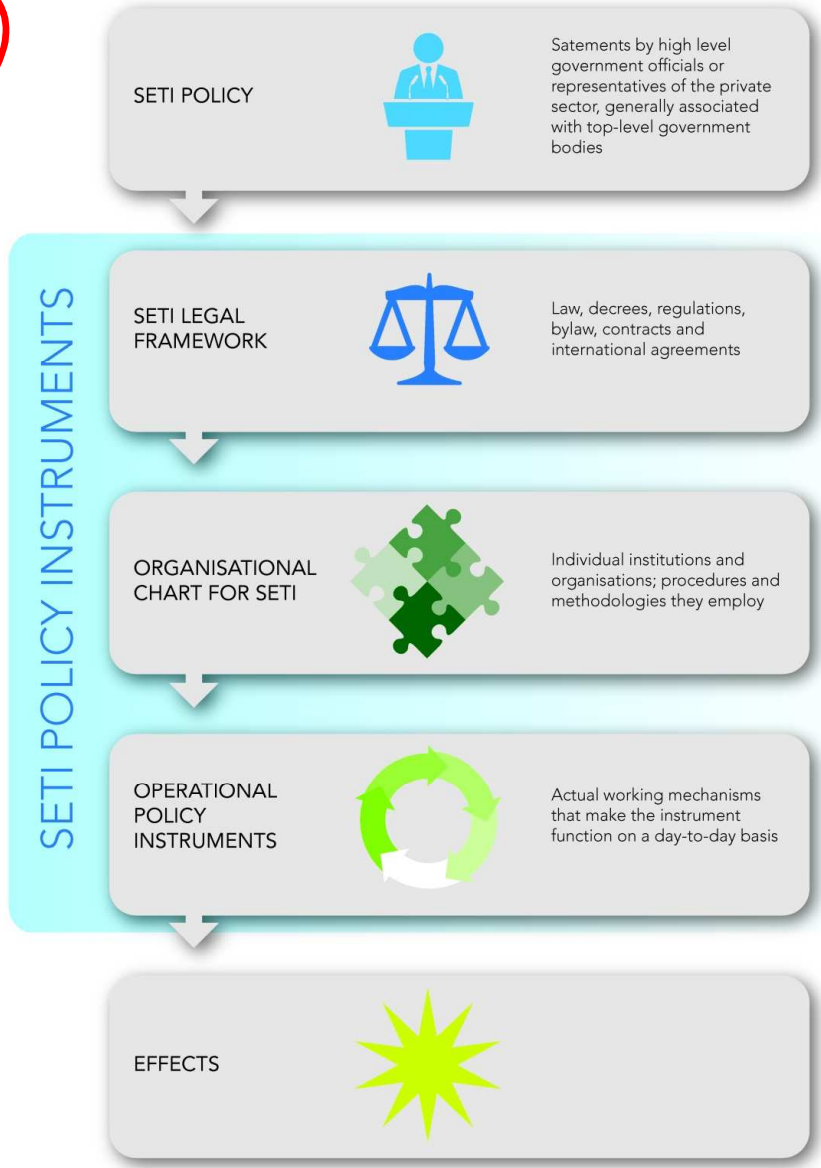 SETI POLICY
Satements by high level
government officials or
representatives of the private
sector, generally associated
with top-level government
bodies
SETI POLICY INSTRUMENTS
SETI LEGAL
FRAMEWORK
Law, decrees, regulations,
bylaw, contracts and
international agreements
ORGANISATIONAL
CHART FOR SETI
Individual institutions and
organisations; procedures and
methodologies they employ
OPERATIONAL
POLICY
INSTRUMENTS
Actual working mechanisms
that make the instrument
function on a day-to-day basis
EFFECTS